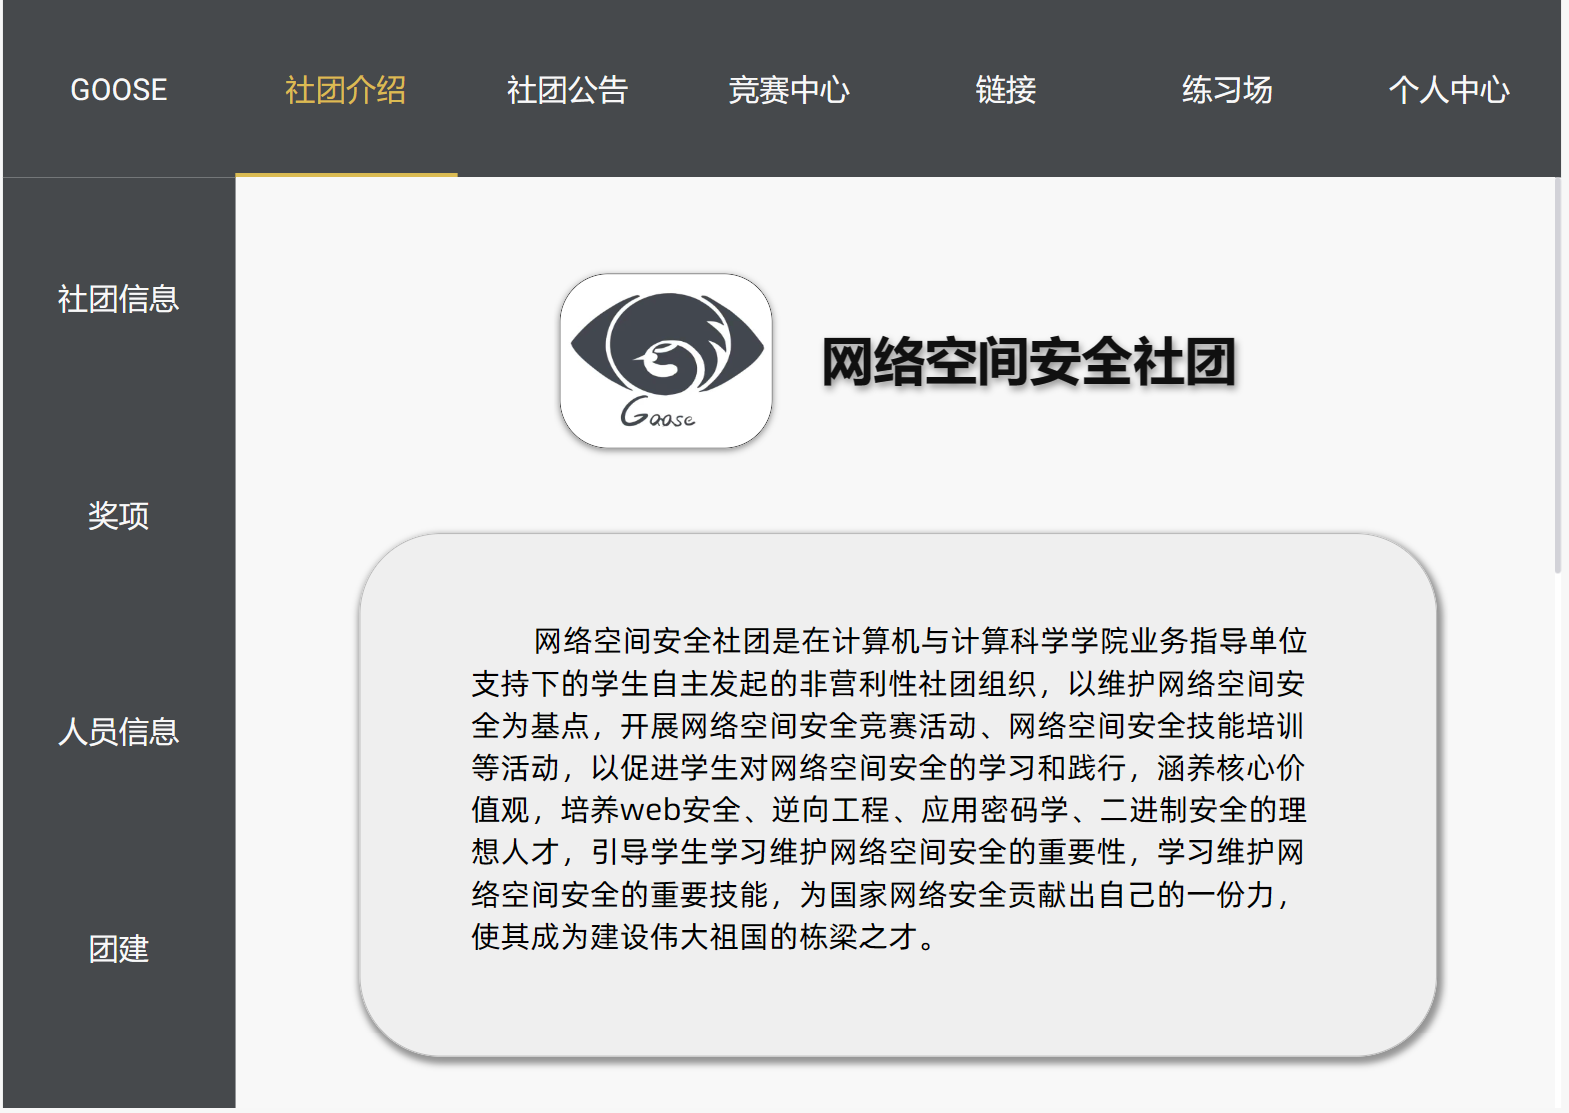 GOOSE
社团介绍
社团公告
竞赛中心
链接
练习场
个人中心
社团信息
奖项
人员信息
团建
Goose
网络空间安全社团
网络空间安全社团是在计算机与计算科学学院业务指导单位
支持下的学生自主发起的非营利性社团组织，以维护网络空间安
全为基点，开展网络空间安全竞赛活动、网络空间安全技能培训
等活动，以促进学生对网络空间安全的学习和践行，涵养核心价
值观，培养web安全、逆向工程、应用密码学、二进制安全的理
想人才，引导学生学习维护网络空间安全的重要性，学习维护网
络空间安全的重要技能，为国家网络安全贡献出自己的一份力，
使其成为建设伟大祖国的栋梁之才。